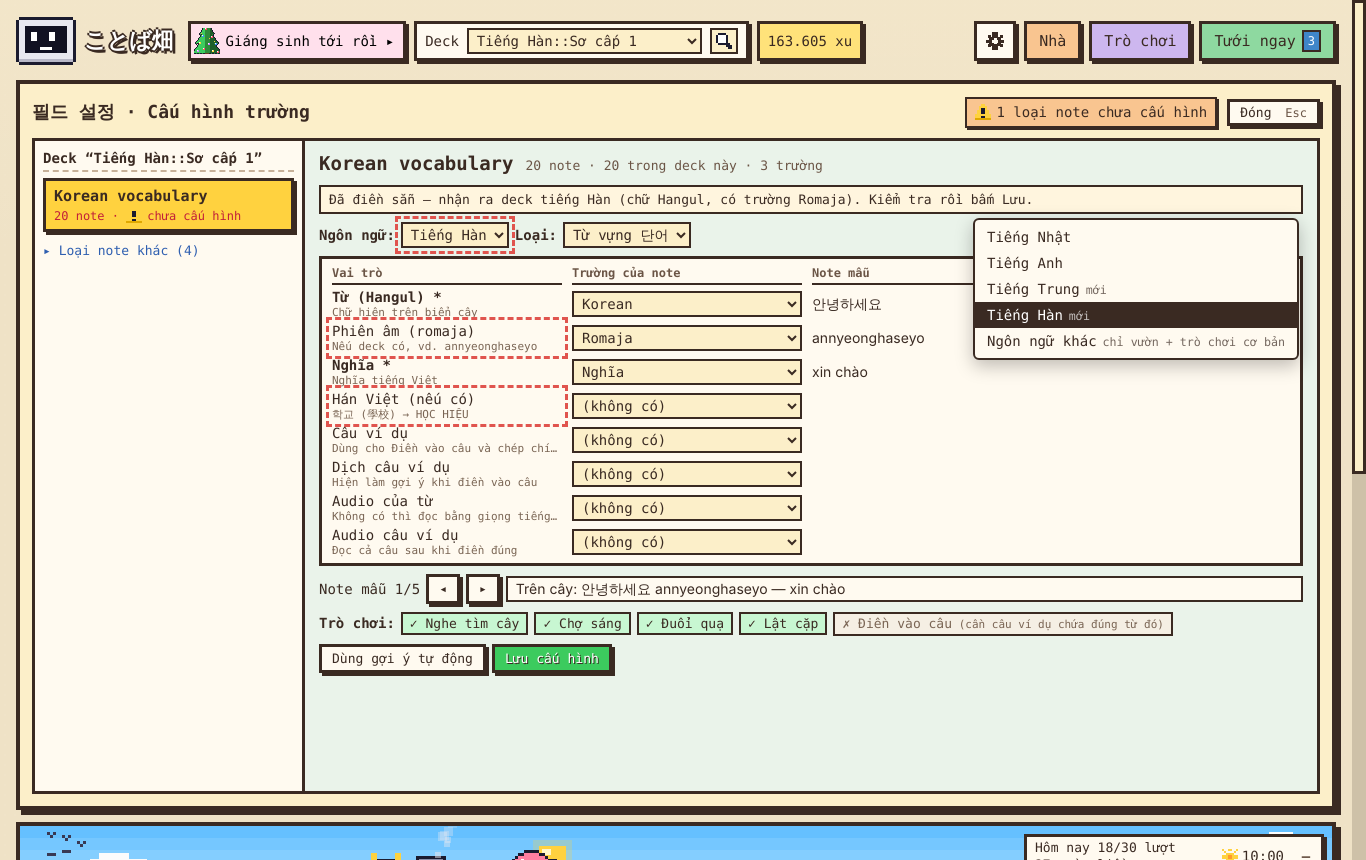 ことば畑
Giáng sinh tới rồi ▸
Deck
Tiếng Hàn::Sơ cấp 1
163.605 xu
Nhà
Trò chơi
Tưới ngay 3
필드 설정 · Cấu hình trường
1 loại note chưa cấu hình
Đóng Esc
Deck “Tiếng Hàn::Sơ cấp 1”
Korean vocabulary
20 note · chưa cấu hình
▸ Loại note khác (4)
Korean vocabulary 20 note · 20 trong deck này · 3 trường
Đã điền sẵn — nhận ra deck tiếng Hàn (chữ Hangul, có trường Romaja). Kiểm tra rồi bấm Lưu.
Ngôn ngữ: Tiếng Hàn Loại: Từ vựng 단어
Tiếng Nhật
Tiếng Anh
Tiếng Trung mới
Tiếng Hàn mới
Ngôn ngữ khác chỉ vườn + trò chơi cơ bản
Vai trò Trường của note Note mẫu
Từ (Hangul) * Korean 안녕하세요
Chữ hiện trên biển cây
Phiên âm (romaja) Romaja annyeonghaseyo
Nếu deck có, vd. annyeonghaseyo
Nghĩa * Nghĩa xin chào
Nghĩa tiếng Việt
Hán Việt (nếu có) (không có)
학교 (學校) → HỌC HIỆU
Câu ví dụ (không có)
Dùng cho Điền vào câu và chép chí…
Dịch câu ví dụ (không có)
Hiện làm gợi ý khi điền vào câu
Audio của từ (không có)
Không có thì đọc bằng giọng tiếng…
Audio câu ví dụ (không có)
Đọc cả câu sau khi điền đúng
Note mẫu 1/5 ◂ ▸ Trên cây: 안녕하세요 annyeonghaseyo — xin chào
Trò chơi: ✓ Nghe tìm cây ✓ Chợ sáng ✓ Đuổi quạ ✓ Lật cặp ✗ Điền vào câu (cần câu ví dụ chứa đúng từ đó)
Dùng gợi ý tự động
Lưu cấu hình
Hôm nay 18/30 lượt
10:00 –